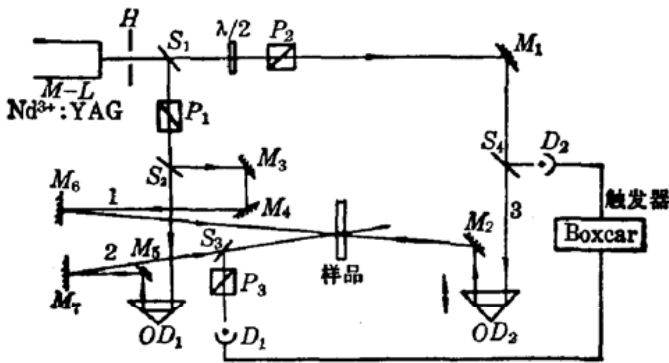 H
S₁
λ/2
P₂
M₁
M-L
Nd³⁺:YAG
P₁
S₂
M₃
S₄
D₂
M₆
1
M₄
3
触发器
Boxcar
2
M₅
S₃
M₂
样品
M₇
P₃
OD₁
D₁
OD₂